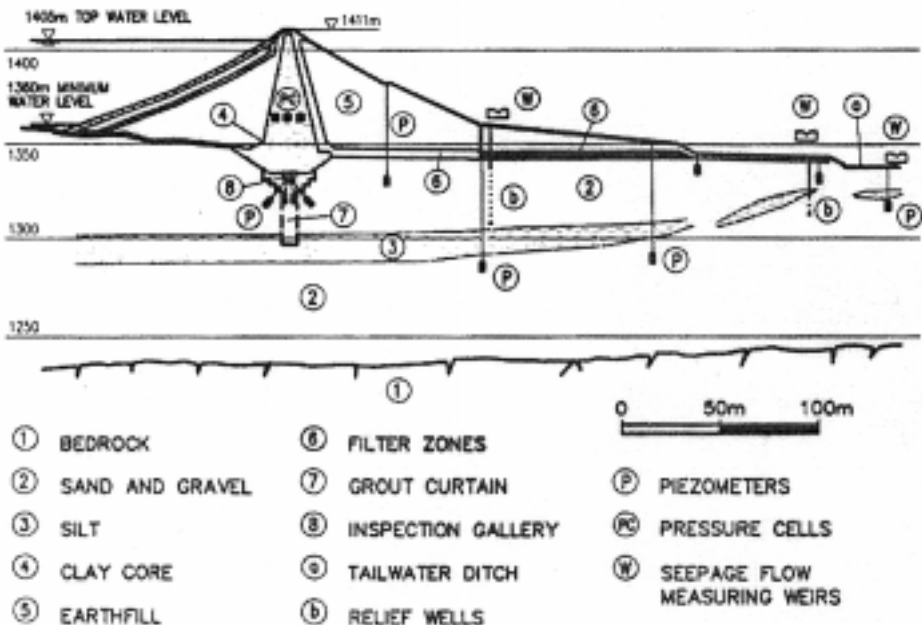 1405m TOP WATER LEVEL
1411m
1400
1360m MINIMUM
WATER LEVEL
1350
1300
1250
4
PC
5
P
W
6
W
a
W
8
P
7
6
b
2
b
P
3
P
P
2
1
0 50m 100m
1 BEDROCK
2 SAND AND GRAVEL
3 SILT
4 CLAY CORE
5 EARTHFILL
6 FILTER ZONES
7 GROUT CURTAIN
8 INSPECTION GALLERY
a TAILWATER DITCH
b RELIEF WELLS
P PIEZOMETERS
PC PRESSURE CELLS
W SEEPAGE FLOW
MEASURING WEIRS